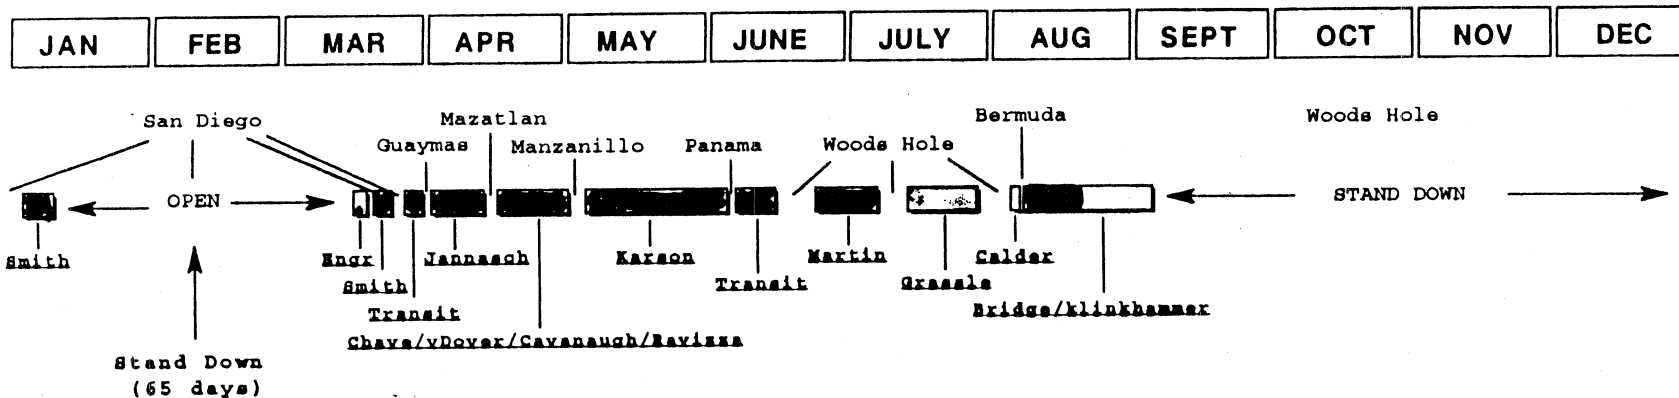 JAN FEB MAR APR MAY JUNE JULY AUG SEPT OCT NOV DEC
San Diego Mazatlan Bermuda Woods Hole
Guaymas Manzanillo Panama Woods Hole
OPEN STAND DOWN
Smith Engr Jannasch Karson Martin Calder
Smith Transit Grassle
Transit Bridge/klinkhammer
Chave/vDover/Cavanaugh/Ravizza
Stand Down
(65 days)